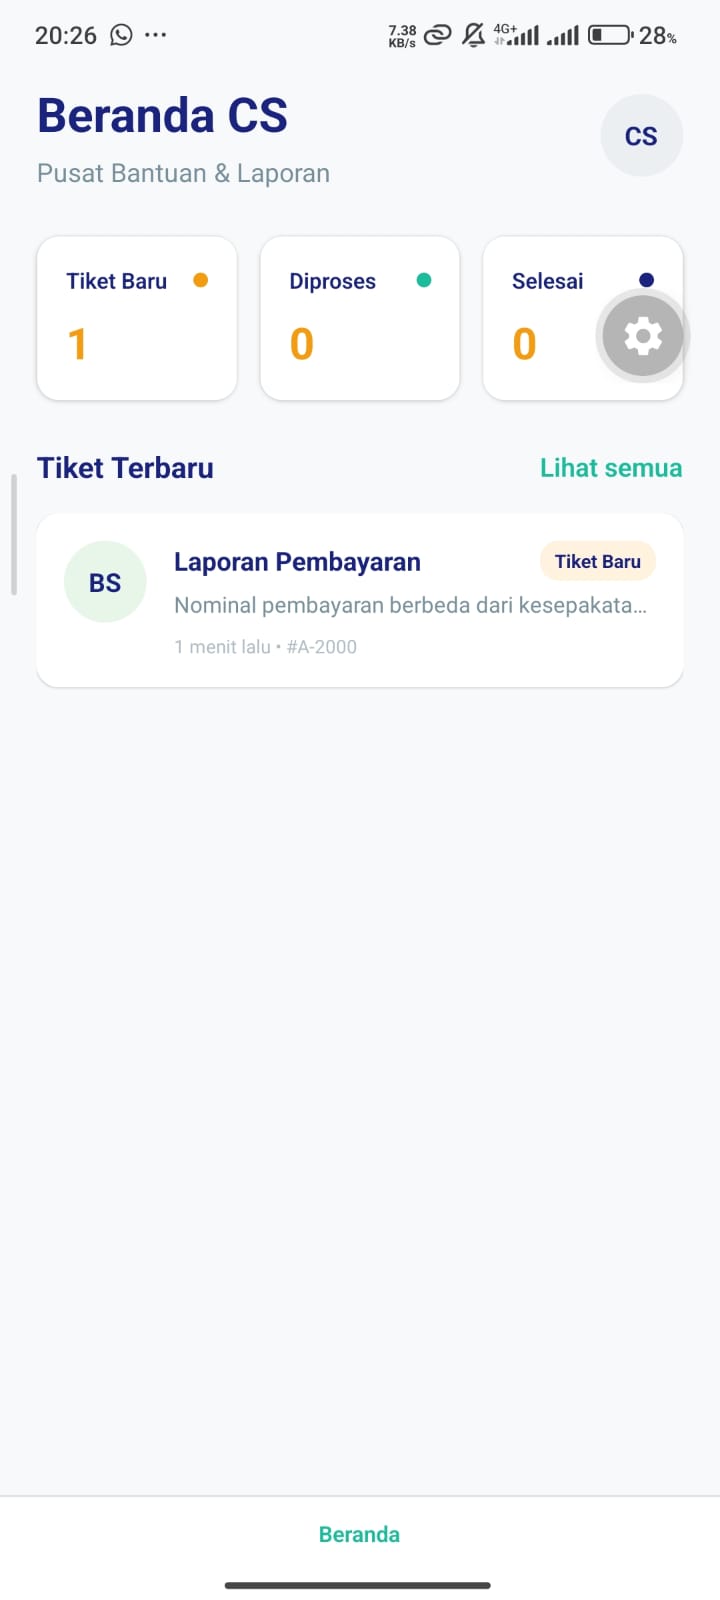 20:26
7.38
KB/s
4G+
28%
Beranda CS
CS
Pusat Bantuan & Laporan
Tiket Baru
Diproses
Selesai
1
0
0
Tiket Terbaru
Lihat semua
BS
Laporan Pembayaran
Tiket Baru
Nominal pembayaran berbeda dari kesepakata...
1 menit lalu • #A-2000
Beranda